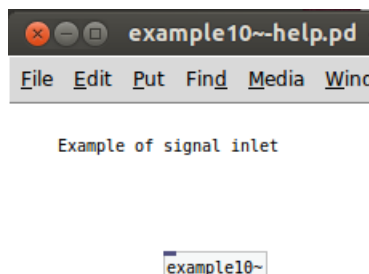 example10~-help.pd
File Edit Put Find Media
Example of signal inlet
example10~